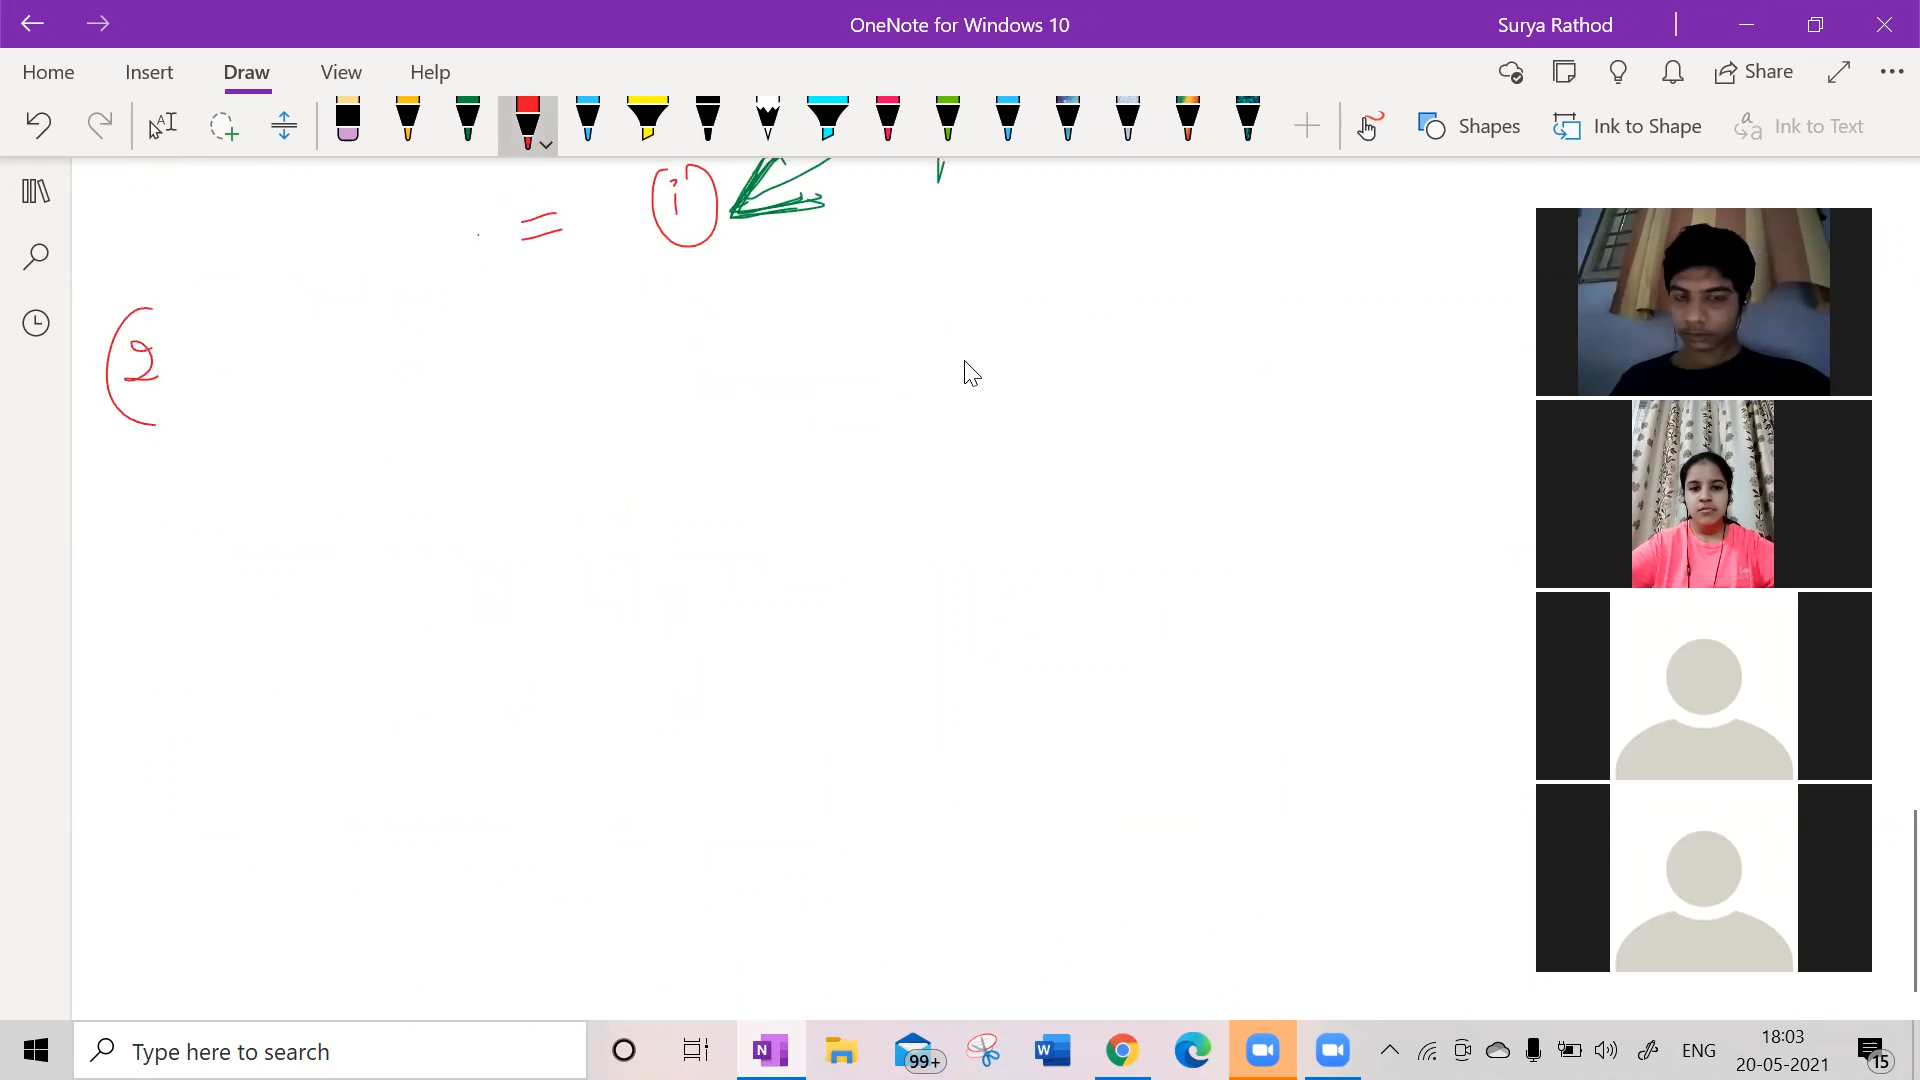 OneNote for Windows 10
Surya Rathod
Home Insert Draw View Help
Share
Shapes
Ink to Shape
Ink to Text
= i
(2
Type here to search
99+
ENG
18:03
20-05-2021
15